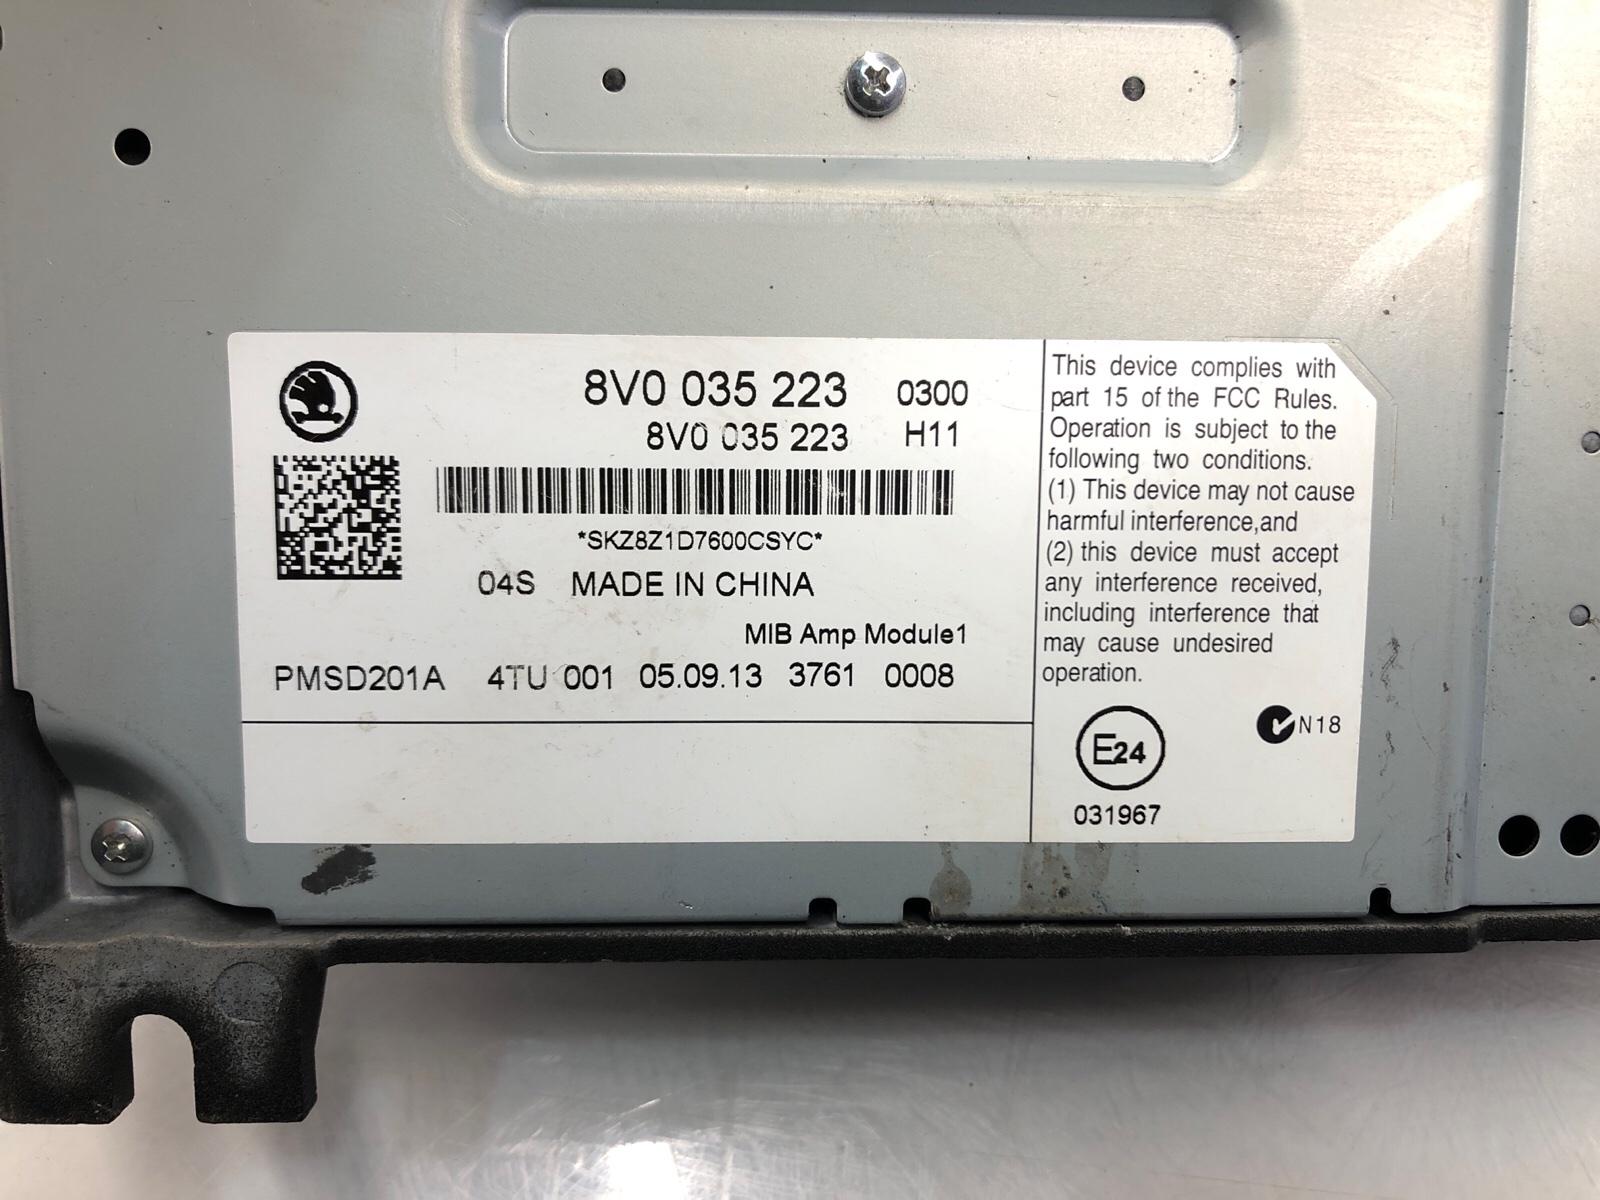 8V0 035 223 0300
8V0 035 223 H11
*SKZ8Z1D7600CSYC*
04S MADE IN CHINA
MIB Amp Module1
PMSD201A 4TU 001 05.09.13 3761 0008
This device complies with
part 15 of the FCC Rules.
Operation is subject to the
following two conditions.
(1) This device may not cause
harmful interference,and
(2) this device must accept
any interference received,
including interference that
may cause undesired
operation.
E24
N18
031967